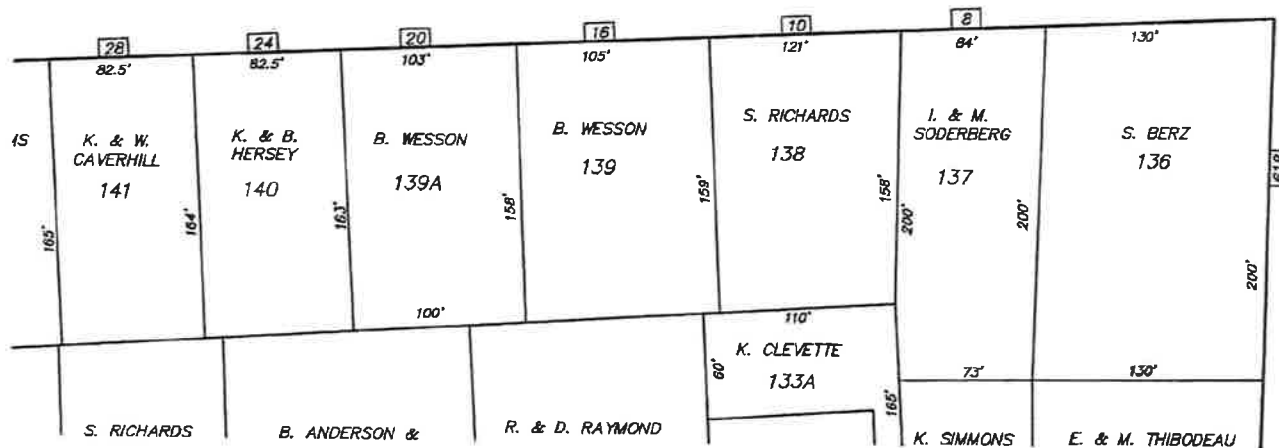 28
24
20
16
10
8
82.5'
82.5'
103'
105'
121'
84'
130'
K. & W.
CAVERHILL
141
K. & B.
HERSEY
140
B. WESSON
139A
B. WESSON
139
S. RICHARDS
138
I. & M.
SODERBERG
137
S. BERZ
136
165'
164'
163'
158'
159'
158'
200'
200'
200'
100'
110'
K. CLEVETTE
133A
60'
165'
73'
130'
S. RICHARDS
B. ANDERSON &
R. & D. RAYMOND
K. SIMMONS
E. & M. THIBODEAU